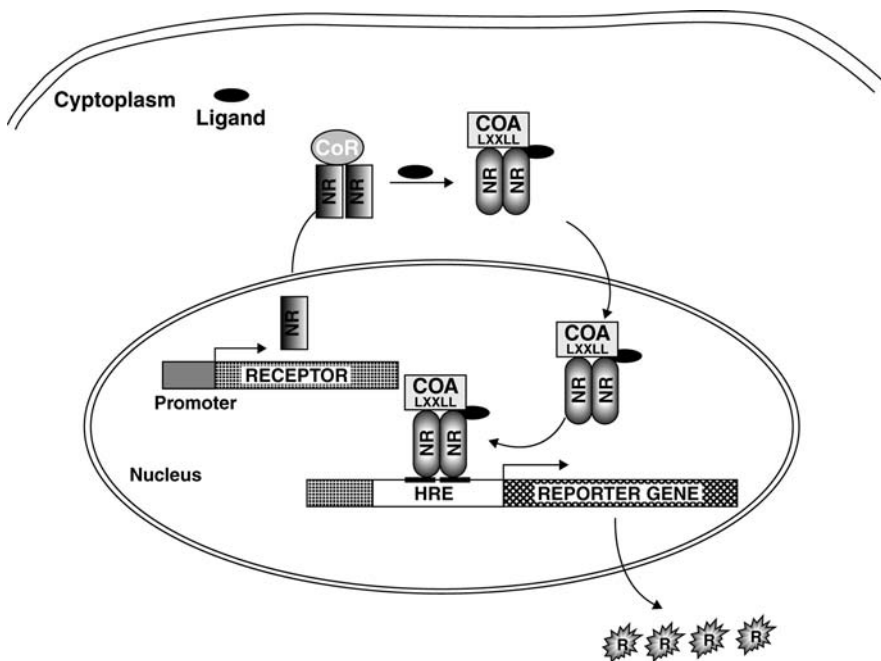 Cyptoplasm
Ligand
CoR
NR NR
COA
LXXLL
NR NR
NR
RECEPTOR
Promoter
COA
LXXLL
NR NR
COA
LXXLL
NR NR
Nucleus
HRE
REPORTER GENE
R R R R